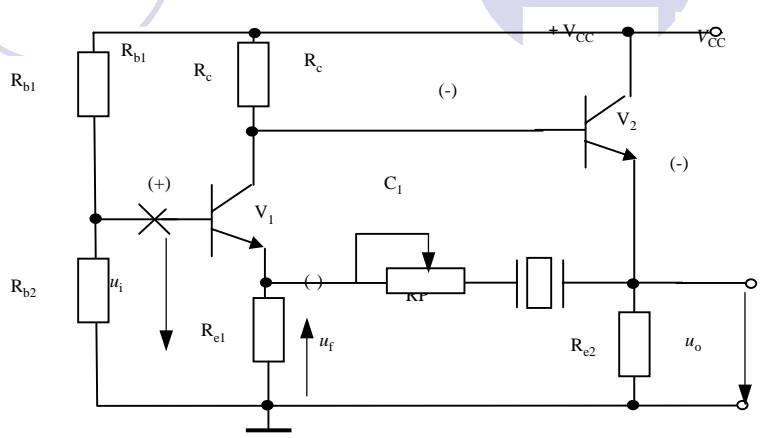 + V_CC
V_CC
R_b1
R_b1
R_c
R_c
(-)
V_2
(-)
(+)
C_1
V_1
R_b2
u_i
(-)
RP
R_e1
u_f
R_e2
u_o